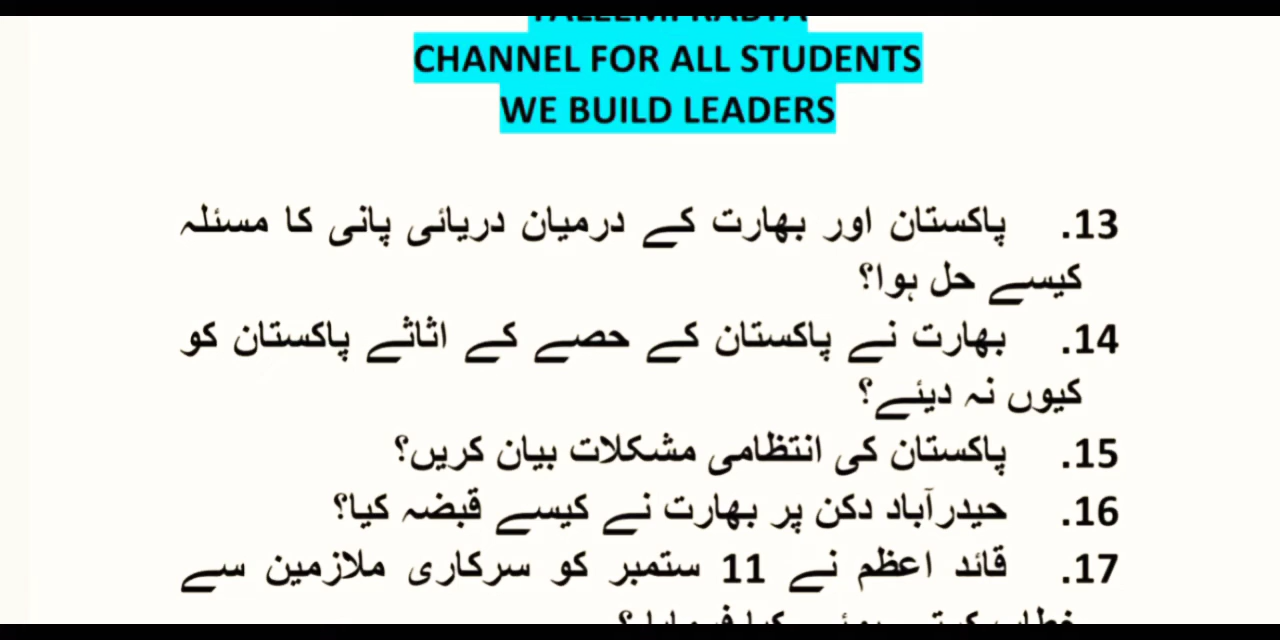 CHANNEL FOR ALL STUDENTS
WE BUILD LEADERS
13. پاکستان اور بھارت کے درمیان دریائی پانی کا مسئلہ
کیسے حل ہوا؟
14. بھارت نے پاکستان کے حصے کے اثاثے پاکستان کو
کیوں نہ دیئے؟
15. پاکستان کی انتظامی مشکلات بیان کریں؟
16. حیدرآباد دکن پر بھارت نے کیسے قبضہ کیا؟
17. قائد اعظم نے 11 ستمبر کو سرکاری ملازمین سے